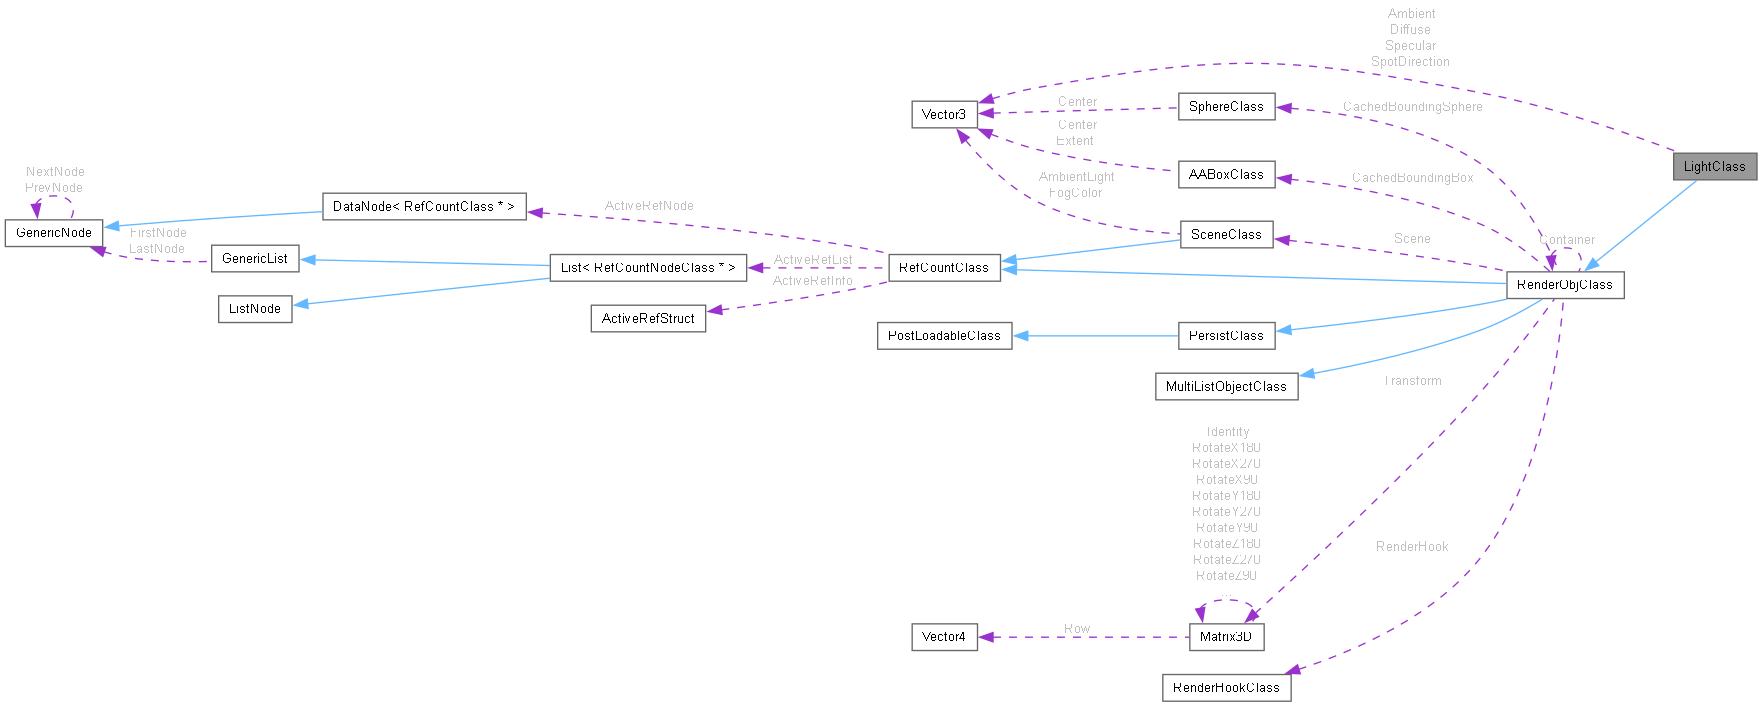 Ambient
Diffuse
Specular
SpotDirection
Vector3
Center
SphereClass
CachedBoundingSphere
Center
Extent
LightClass
AABoxClass
CachedBoundingBox
NextNode
PrevNode
AmbientLight
FogColor
DataNode< RefCountClass * >
ActiveRefNode
GenericNode
FirstNode
LastNode
SceneClass
Scene
Container
GenericList
List< RefCountNodeClass * >
ActiveRefList
RefCountClass
ActiveRefInfo
RenderObjClass
ListNode
ActiveRefStruct
PostLoadableClass
PersistClass
MultiListObjectClass
Transform
Identity
RotateX180
RotateX270
RotateX90
RotateY180
RotateY270
RotateY90
RotateZ180
RotateZ270
RotateZ90
...
RenderHook
Vector4
Row
Matrix3D
RenderHookClass